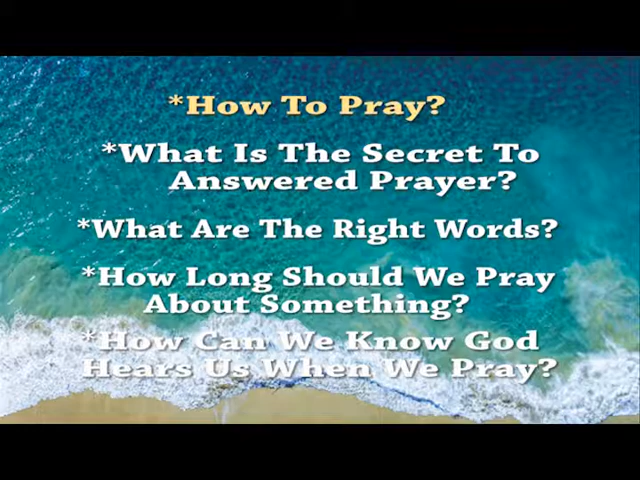 *How To Pray?
*What Is The Secret To
Answered Prayer?
*What Are The Right Words?
*How Long Should We Pray
About Something?
*How Can We Know God
Hears Us When We Pray?